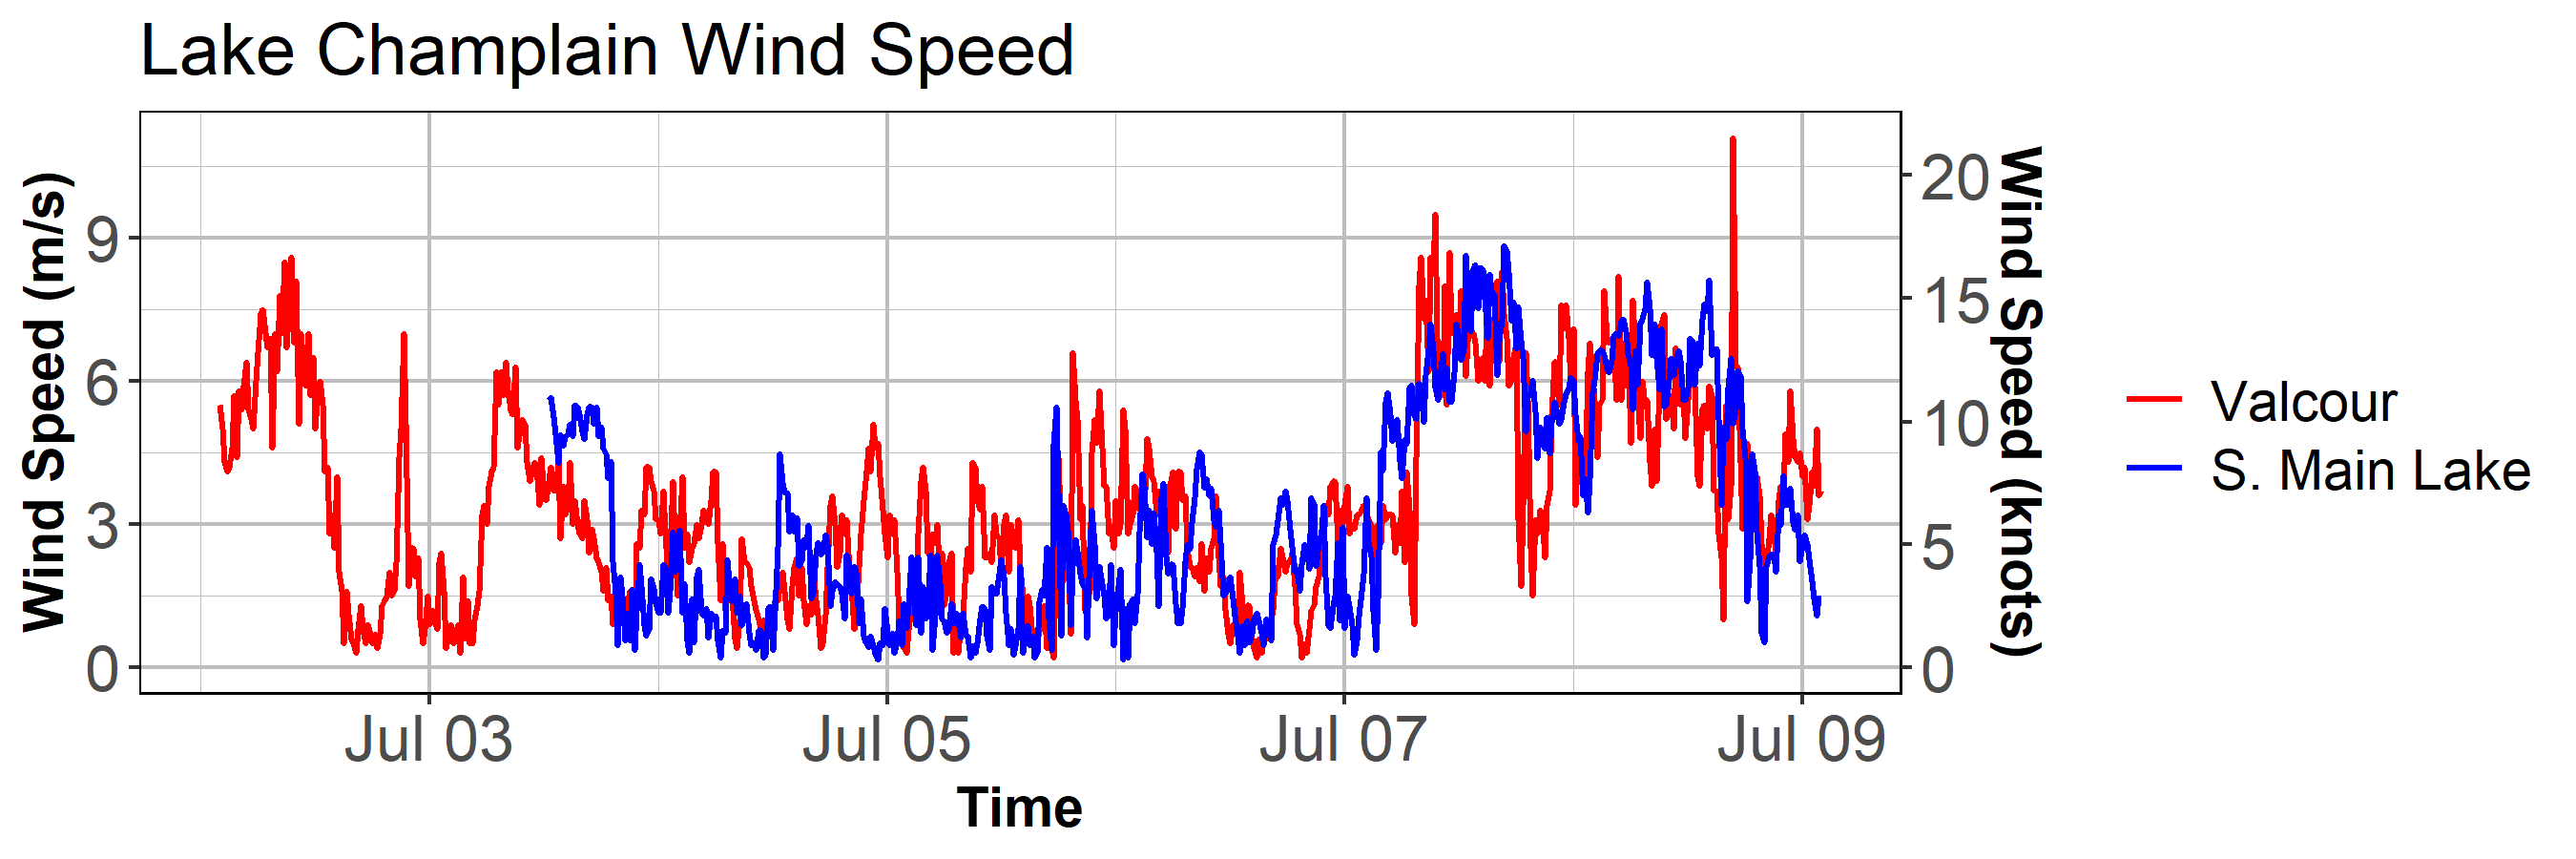 Lake Champlain Wind Speed
Wind Speed (m/s)
9
6
3
0
20
15
10
5
0
Wind Speed (knots)
Jul 03
Jul 05
Jul 07
Jul 09
Time
Valcour
S. Main Lake